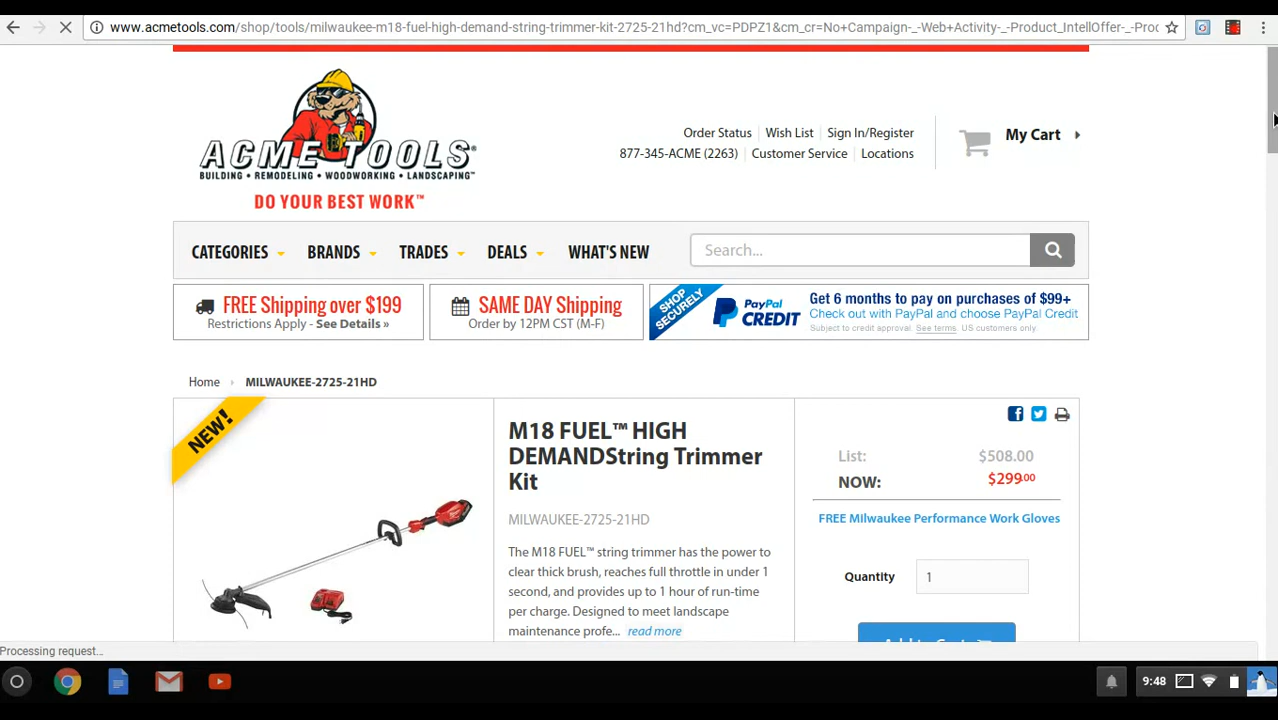 www.acmetools.com/shop/tools/milwaukee-m18-fuel-high-demand-string-trimmer-kit-2725-21hd?cm_vc=PDPZ1&cm_cr=No+Campaign-_-Web+Activity-_-Product_IntellOffer-_-Proc
Order Status | Wish List | Sign In/Register
877-345-ACME (2263) | Customer Service | Locations
My Cart
ACME TOOLS®
BUILDING • REMODELING • WOODWORKING • LANDSCAPING™
DO YOUR BEST WORK™
CATEGORIES BRANDS TRADES DEALS WHAT'S NEW Search...
FREE Shipping over $199
Restrictions Apply - See Details »
SAME DAY Shipping
Order by 12PM CST (M-F)
SHOP SECURELY
PayPal CREDIT
Get 6 months to pay on purchases of $99+
Check out with PayPal and choose PayPal Credit
Subject to credit approval. See terms. US customers only.
Home › MILWAUKEE-2725-21HD
NEW!
M18 FUEL™ HIGH
DEMANDString Trimmer
Kit
MILWAUKEE-2725-21HD
The M18 FUEL™ string trimmer has the power to
clear thick brush, reaches full throttle in under 1
second, and provides up to 1 hour of run-time
per charge. Designed to meet landscape
maintenance profe... read more
List: $508.00
NOW: $299.00
FREE Milwaukee Performance Work Gloves
Quantity 1
Add to Cart
Processing request...
9:48